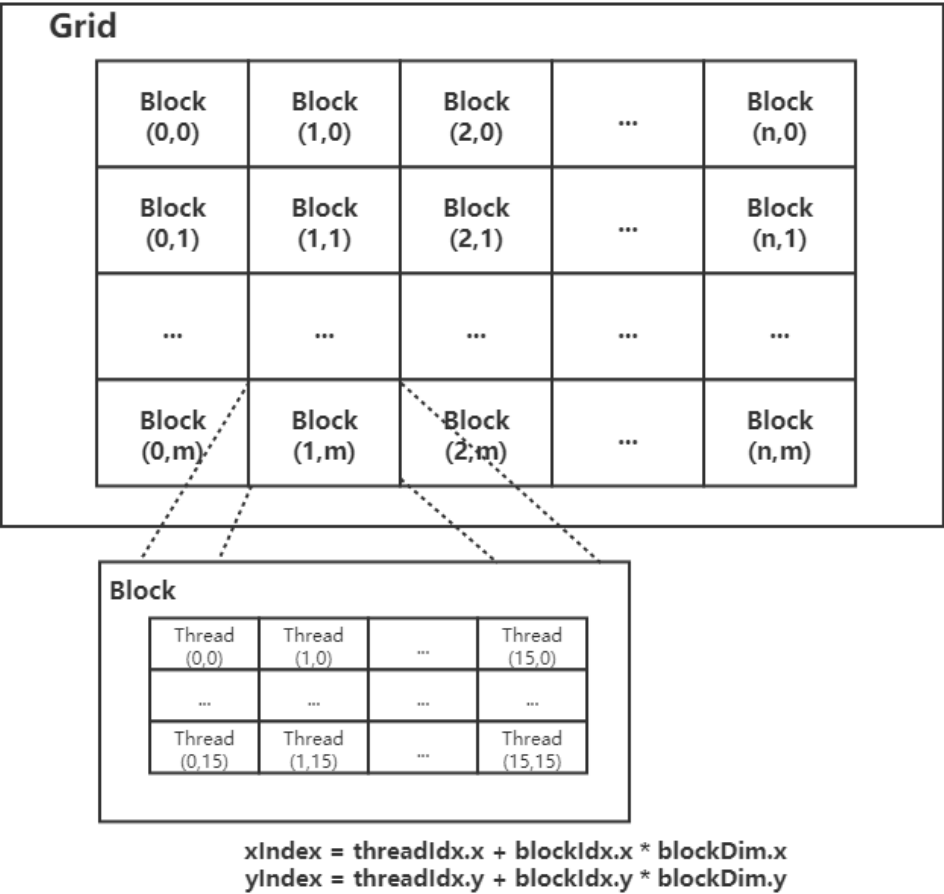 Grid
Block Block Block Block
(0,0) (1,0) (2,0) ... (n,0)
Block Block Block Block
(0,1) (1,1) (2,1) ... (n,1)
... ... ... ... ...
Block Block Block Block
(0,m) (1,m) (2,m) ... (n,m)
Block
Thread Thread Thread
(0,0) (1,0) ... (15,0)
... ... ... ...
Thread Thread Thread
(0,15) (1,15) ... (15,15)
xIndex = threadIdx.x + blockIdx.x * blockDim.x
yIndex = threadIdx.y + blockIdx.y * blockDim.y